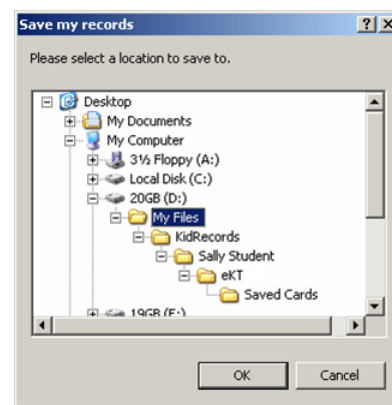 Save my records
Please select a location to save to.
Desktop
My Documents
My Computer
3½ Floppy (A:)
Local Disk (C:)
20GB (D:)
My Files
KidRecords
Sally Student
eKT
Saved Cards
19GB (E:)
OK Cancel